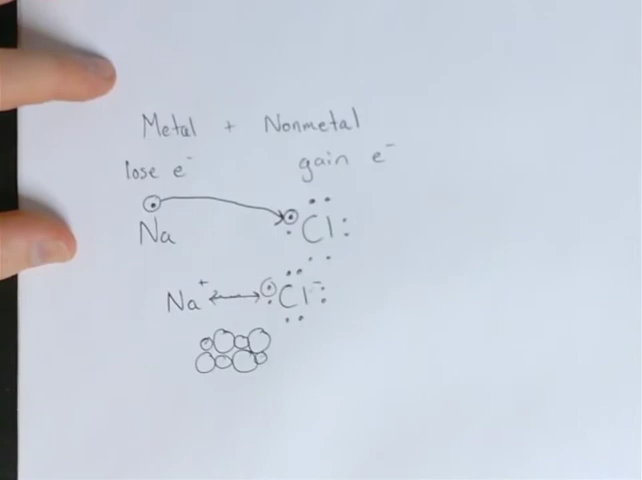 Metal + Nonmetal
lose e⁻ gain e⁻
Na Cl
Na⁺ Cl⁻